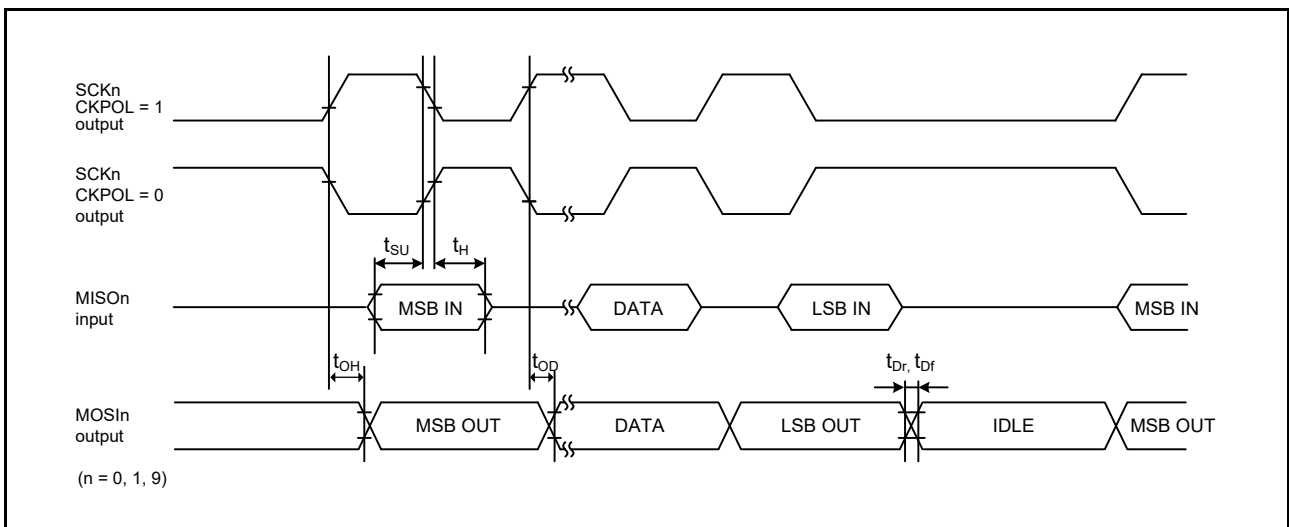 SCKn
CKPOL = 1
output
SCKn
CKPOL = 0
output
tSU
tH
MISOn
input
MSB IN
DATA
LSB IN
MSB IN
tOH
tOD
tDr, tDf
MOSIn
output
MSB OUT
DATA
LSB OUT
IDLE
MSB OUT
(n = 0, 1, 9)